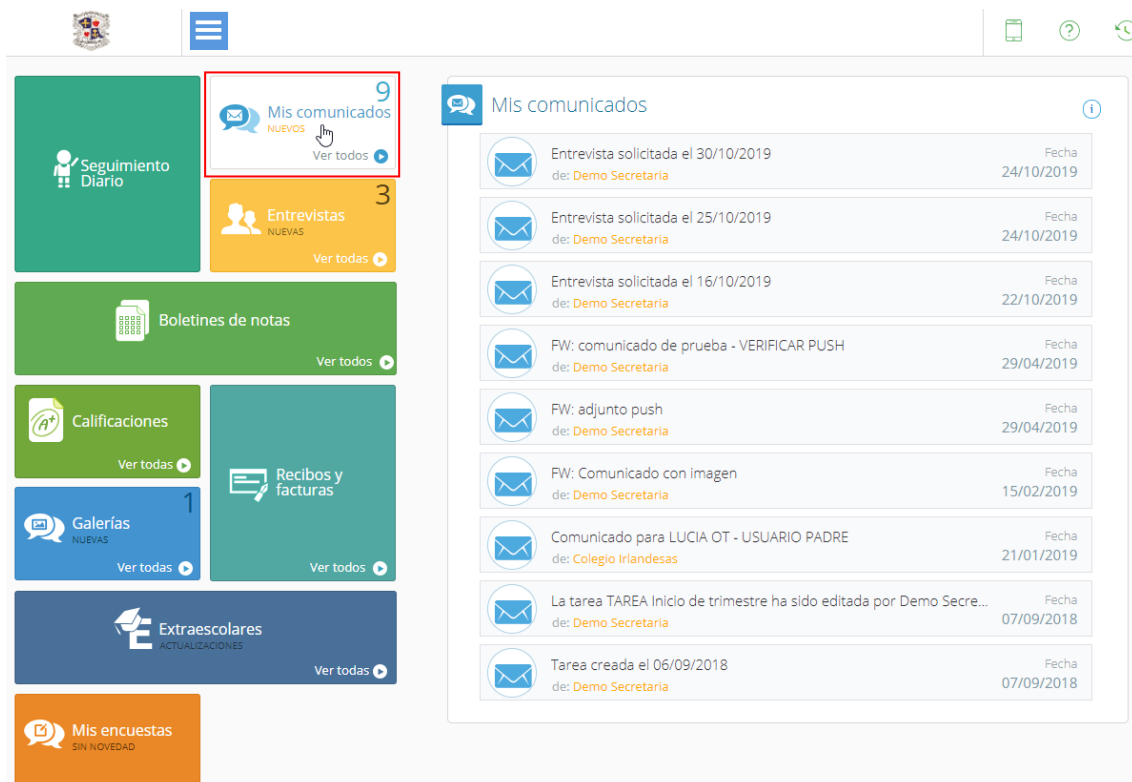 9
Mis comunicados
NUEVOS
Ver todos
Seguimiento
Diario
3
Entrevistas
NUEVAS
Ver todas
Boletines de notas
Ver todos
A+
Calificaciones
Ver todas
Recibos y
facturas
Ver todos
1
Galerías
NUEVAS
Ver todas
E
Extraescolares
ACTUALIZACIONES
Ver todas
Mis encuestas
SIN NOVEDAD
?
Mis comunicados
i
Entrevista solicitada el 30/10/2019
Fecha
de: Demo Secretaria
24/10/2019
Entrevista solicitada el 25/10/2019
Fecha
de: Demo Secretaria
24/10/2019
Entrevista solicitada el 16/10/2019
Fecha
de: Demo Secretaria
22/10/2019
FW: comunicado de prueba - VERIFICAR PUSH
Fecha
de: Demo Secretaria
29/04/2019
FW: adjunto push
Fecha
de: Demo Secretaria
29/04/2019
FW: Comunicado con imagen
Fecha
de: Demo Secretaria
15/02/2019
Comunicado para LUCIA OT - USUARIO PADRE
Fecha
de: Colegio Irlandesas
21/01/2019
La tarea TAREA Inicio de trimestre ha sido editada por Demo Secre...
Fecha
de: Demo Secretaria
07/09/2018
Tarea creada el 06/09/2018
Fecha
de: Demo Secretaria
07/09/2018